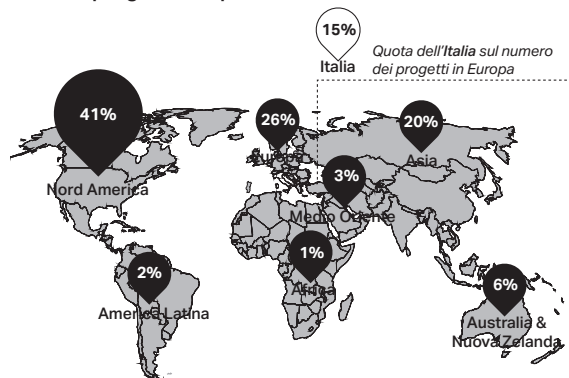 15%
Italia
Quota dell'Italia sul numero
dei progetti in Europa
41%
Nord America
26%
Europa
20%
Asia
3%
Medio Oriente
1%
Africa
2%
America Latina
6%
Australia &
Nuova Zelanda